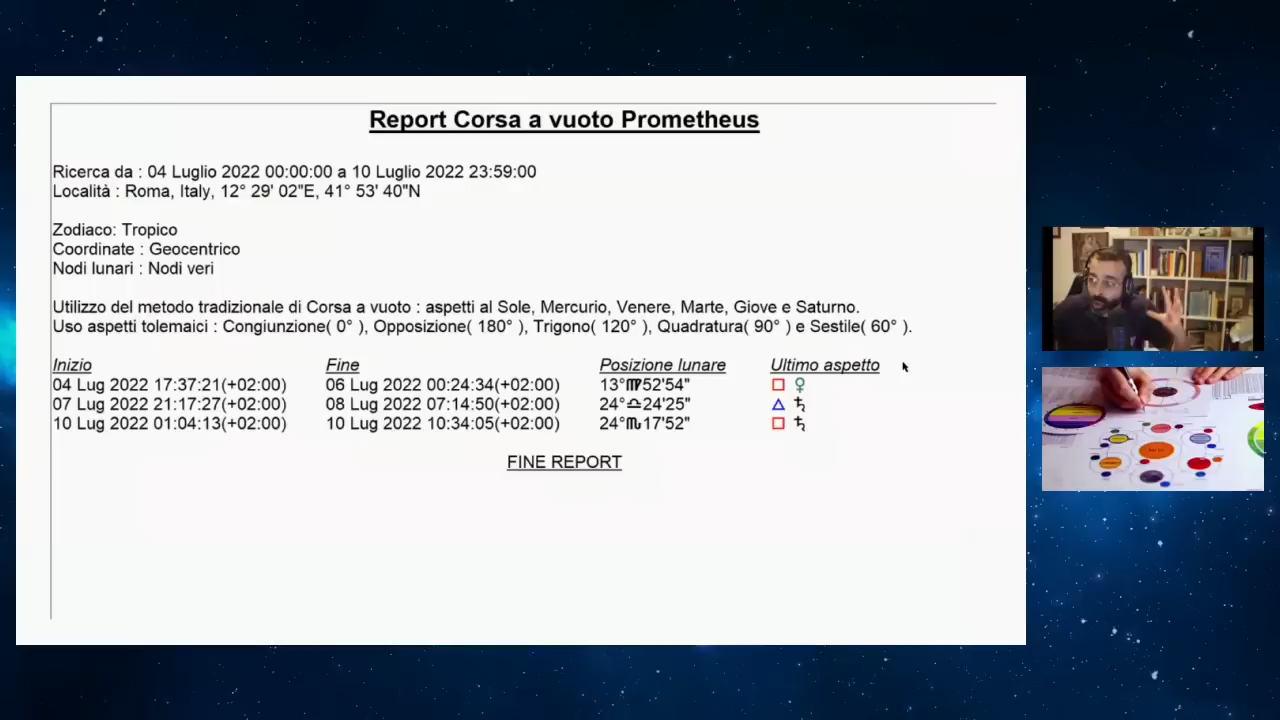 Report Corsa a vuoto Prometheus
Ricerca da : 04 Luglio 2022 00:00:00 a 10 Luglio 2022 23:59:00
Località : Roma, Italy, 12° 29' 02"E, 41° 53' 40"N
Zodiaco: Tropico
Coordinate : Geocentrico
Nodi lunari : Nodi veri
Utilizzo del metodo tradizionale di Corsa a vuoto : aspetti al Sole, Mercurio, Venere, Marte, Giove e Saturno.
Uso aspetti tolemaici : Congiunzione( 0° ), Opposizione( 180° ), Trigono( 120° ), Quadratura( 90° ) e Sestile( 60° ).
Inizio Fine Posizione lunare Ultimo aspetto
04 Lug 2022 17:37:21(+02:00) 06 Lug 2022 00:24:34(+02:00) 13°♍52'54" □ ♀
07 Lug 2022 21:17:27(+02:00) 08 Lug 2022 07:14:50(+02:00) 24°♎24'25" △ ♄
10 Lug 2022 01:04:13(+02:00) 10 Lug 2022 10:34:05(+02:00) 24°♏17'52" □ ♄
FINE REPORT